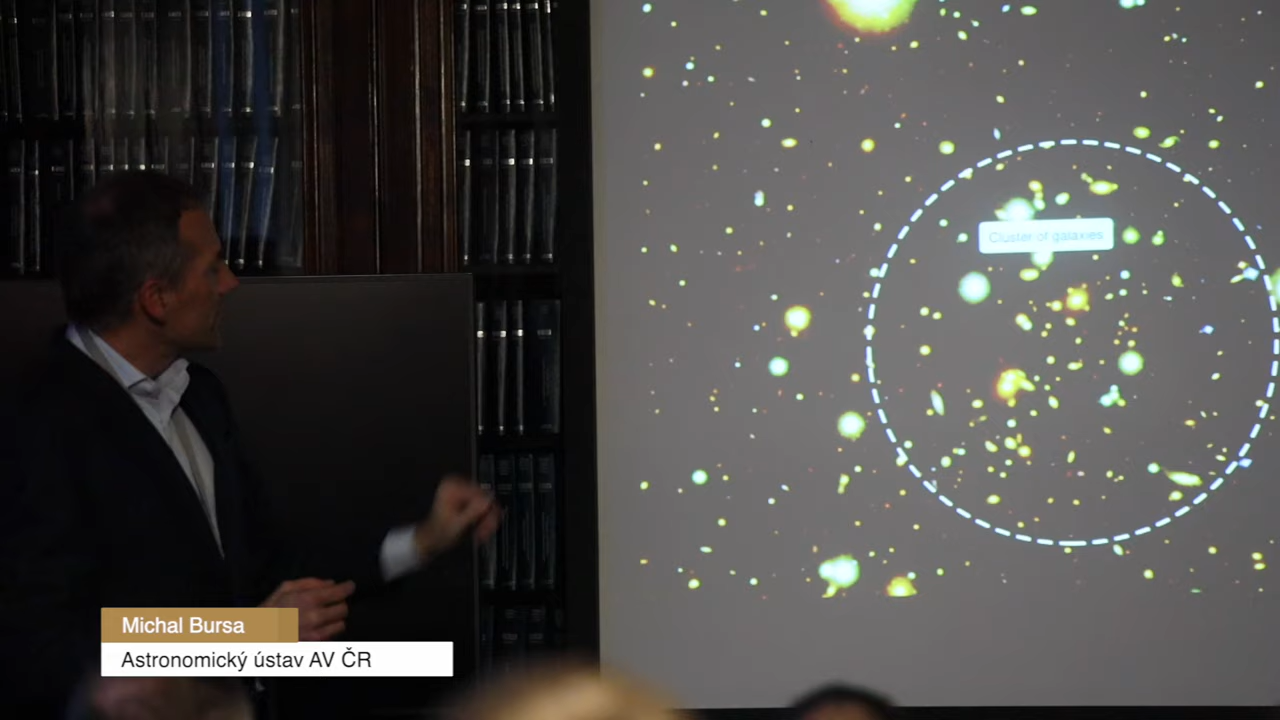 Cluster of galaxies
Michal Bursa
Astronomický ústav AV ČR